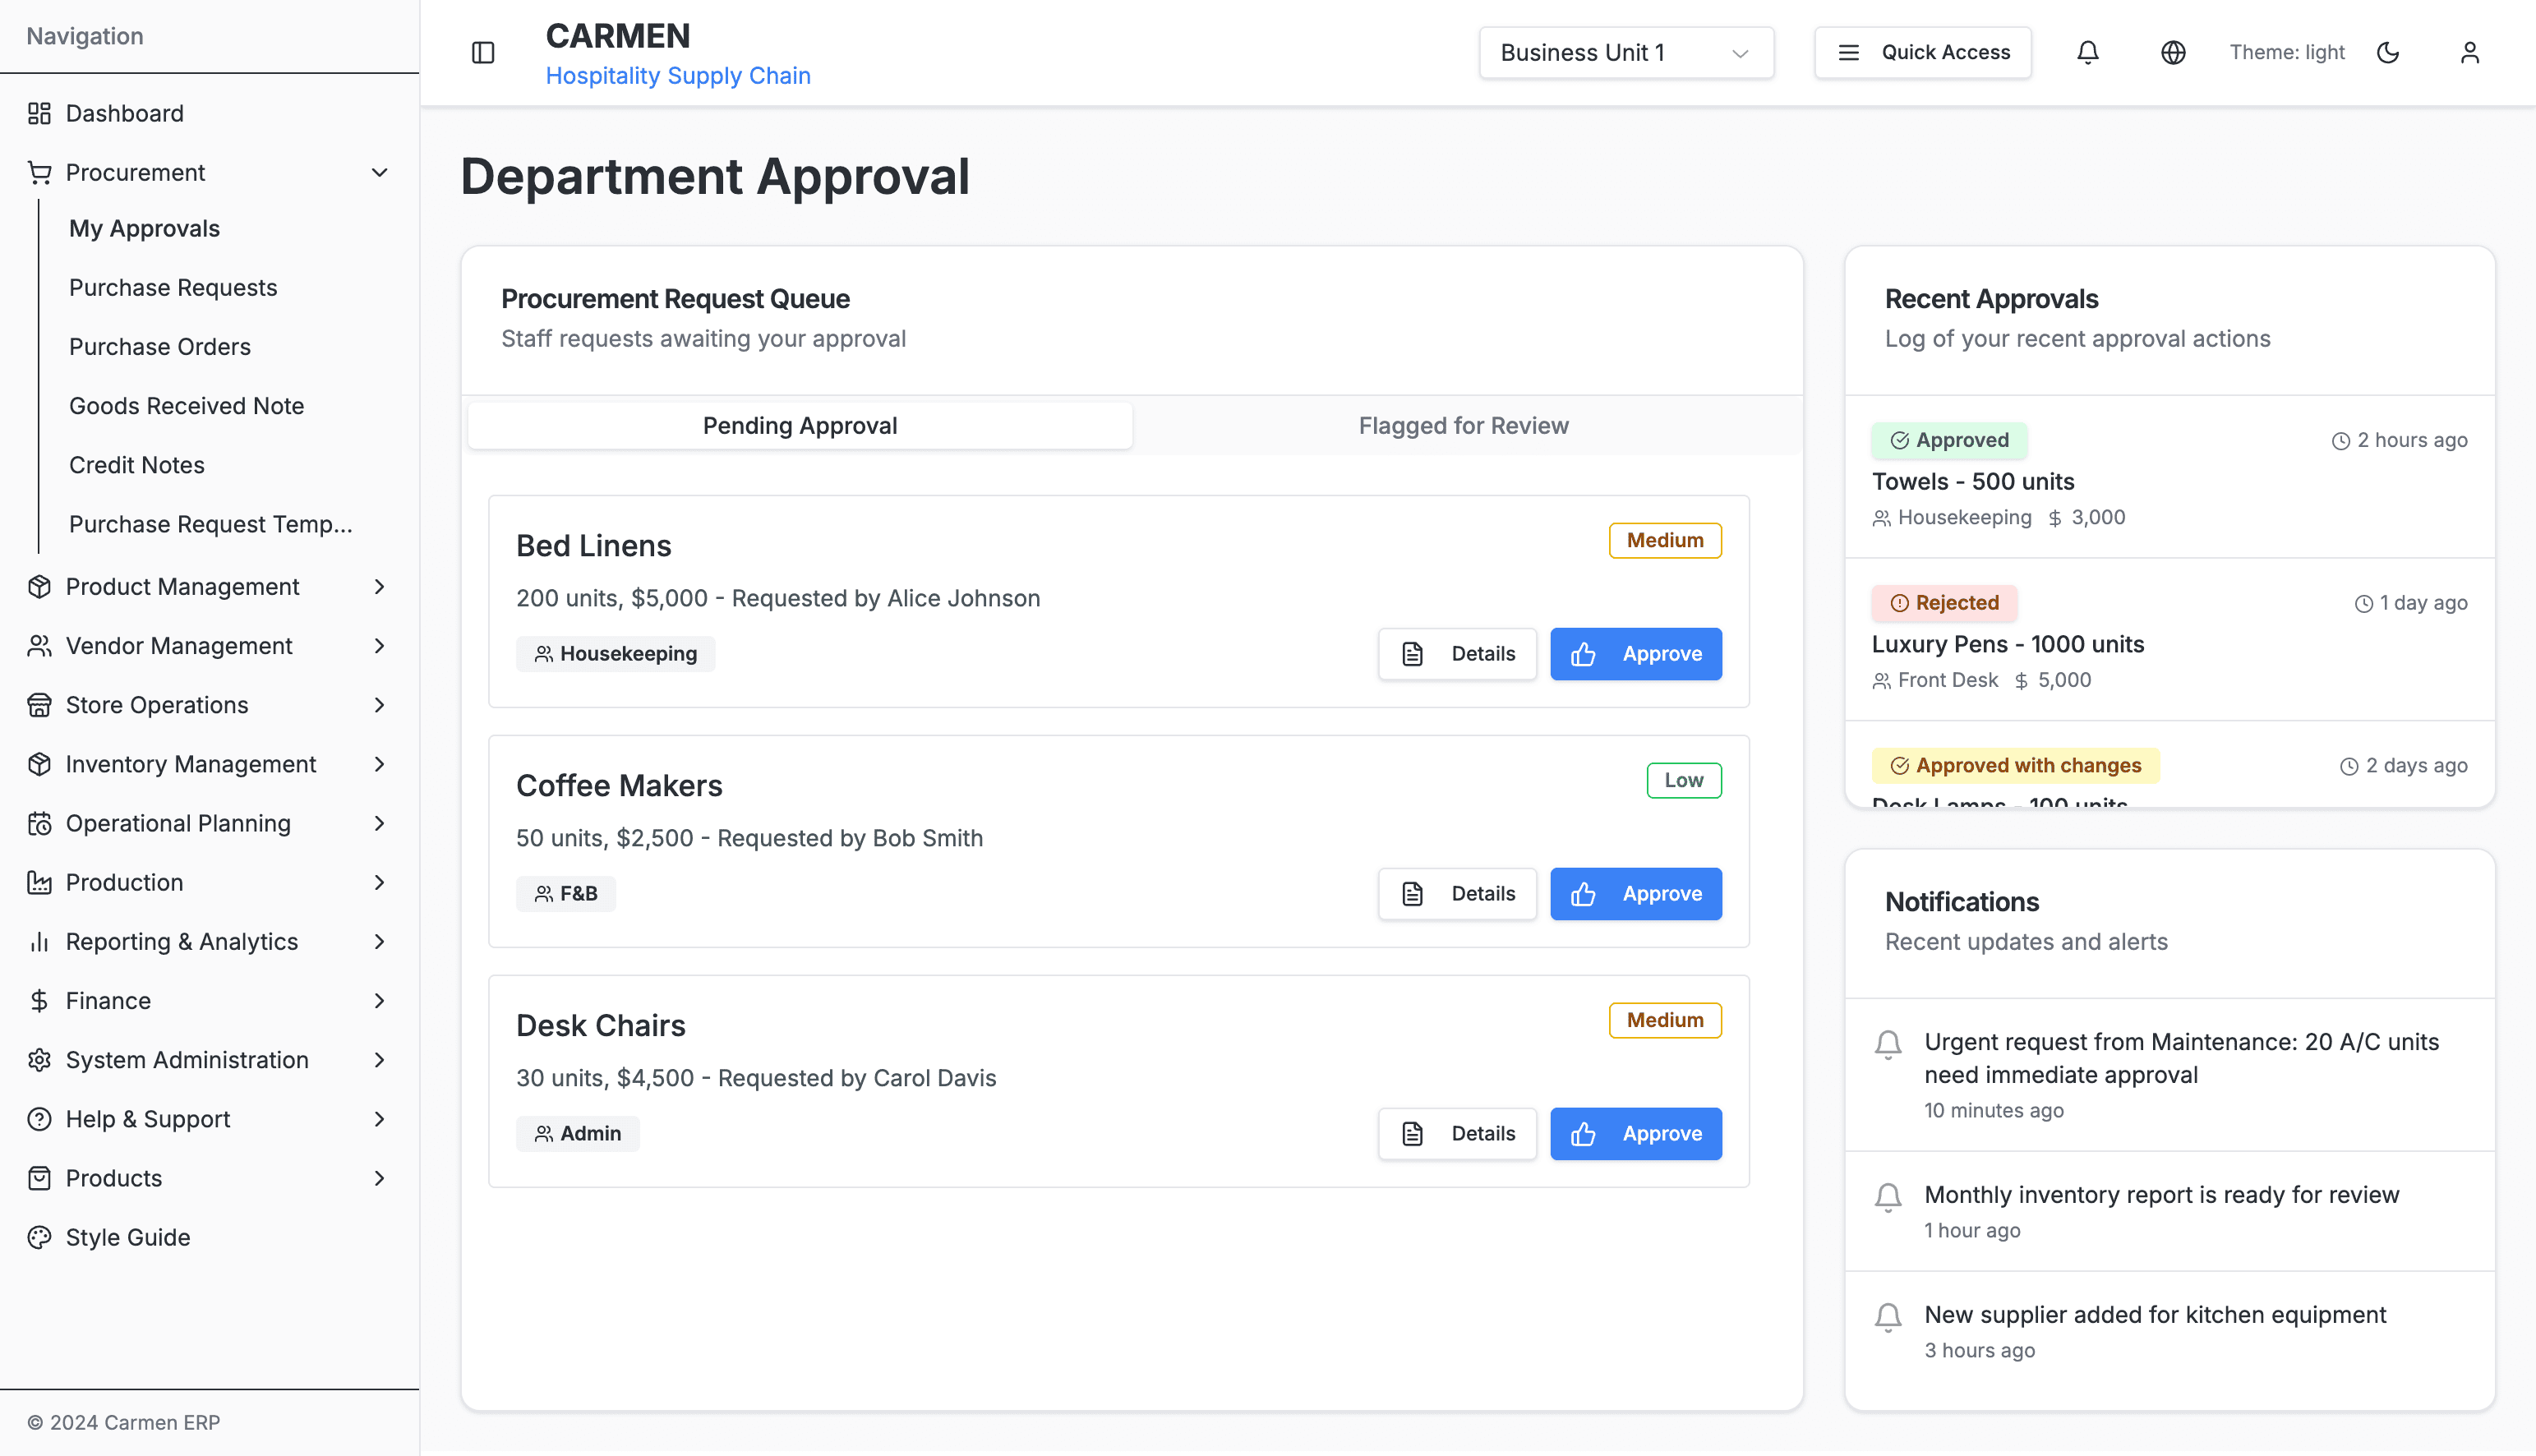 Navigation
Dashboard
Procurement
My Approvals
Purchase Requests
Purchase Orders
Goods Received Note
Credit Notes
Purchase Request Temp...
Product Management
Vendor Management
Store Operations
Inventory Management
Operational Planning
Production
Reporting & Analytics
Finance
System Administration
Help & Support
Products
Style Guide
© 2024 Carmen ERP
CARMEN
Hospitality Supply Chain
Business Unit 1
Quick Access
Theme: light
Department Approval
Procurement Request Queue
Staff requests awaiting your approval
Pending Approval
Flagged for Review
Bed Linens
Medium
200 units, $5,000 - Requested by Alice Johnson
Housekeeping
Details
Approve
Coffee Makers
Low
50 units, $2,500 - Requested by Bob Smith
F&B
Details
Approve
Desk Chairs
Medium
30 units, $4,500 - Requested by Carol Davis
Admin
Details
Approve
Recent Approvals
Log of your recent approval actions
Approved
2 hours ago
Towels - 500 units
Housekeeping $ 3,000
Rejected
1 day ago
Luxury Pens - 1000 units
Front Desk $ 5,000
Approved with changes
2 days ago
Desk Lamps - 100 units
Notifications
Recent updates and alerts
Urgent request from Maintenance: 20 A/C units
need immediate approval
10 minutes ago
Monthly inventory report is ready for review
1 hour ago
New supplier added for kitchen equipment
3 hours ago